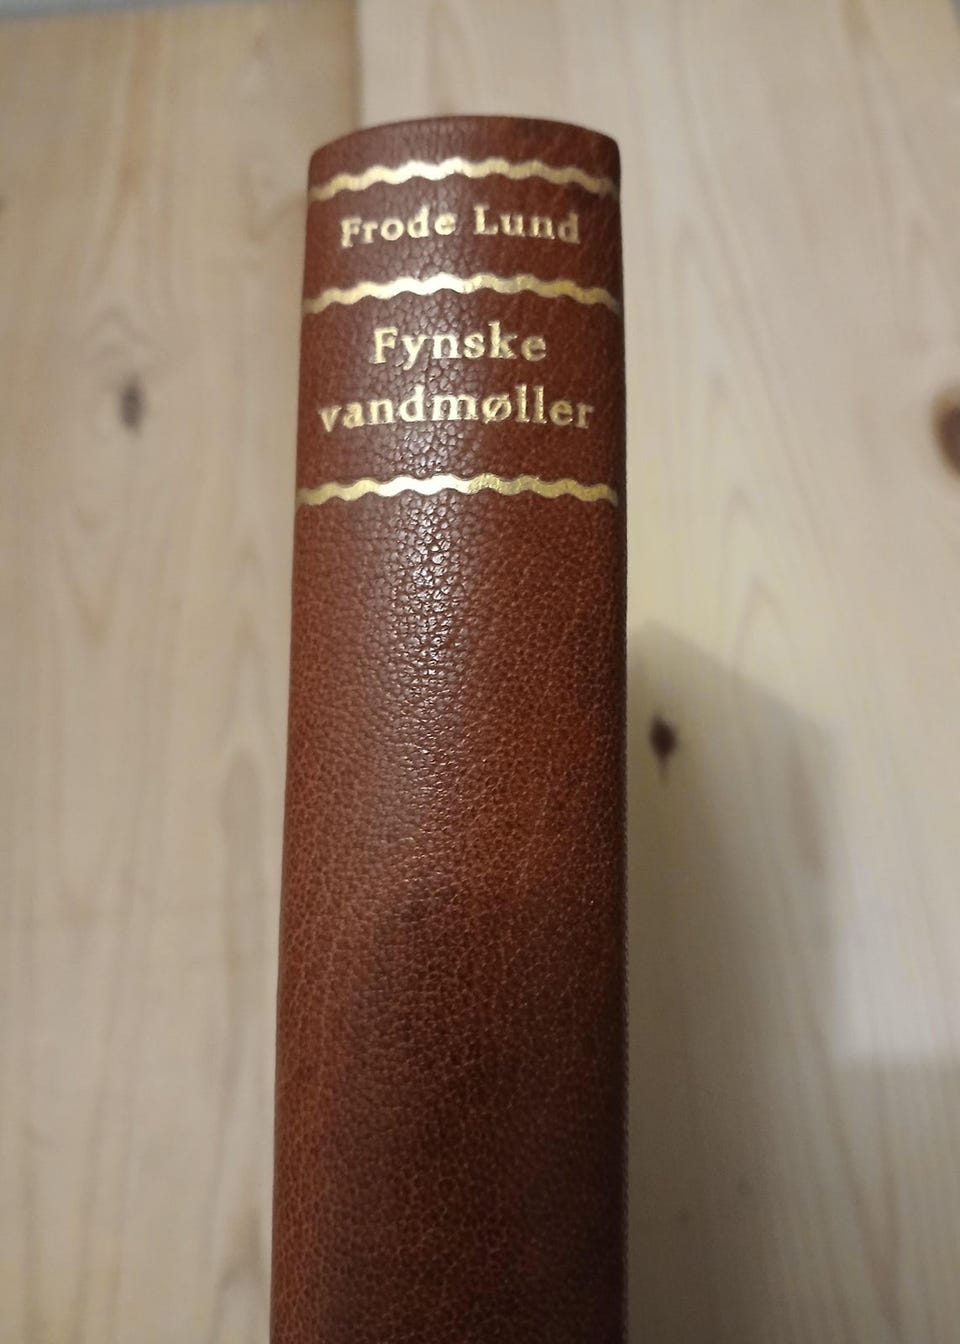 Frode Lund
Fynske
vandmøller